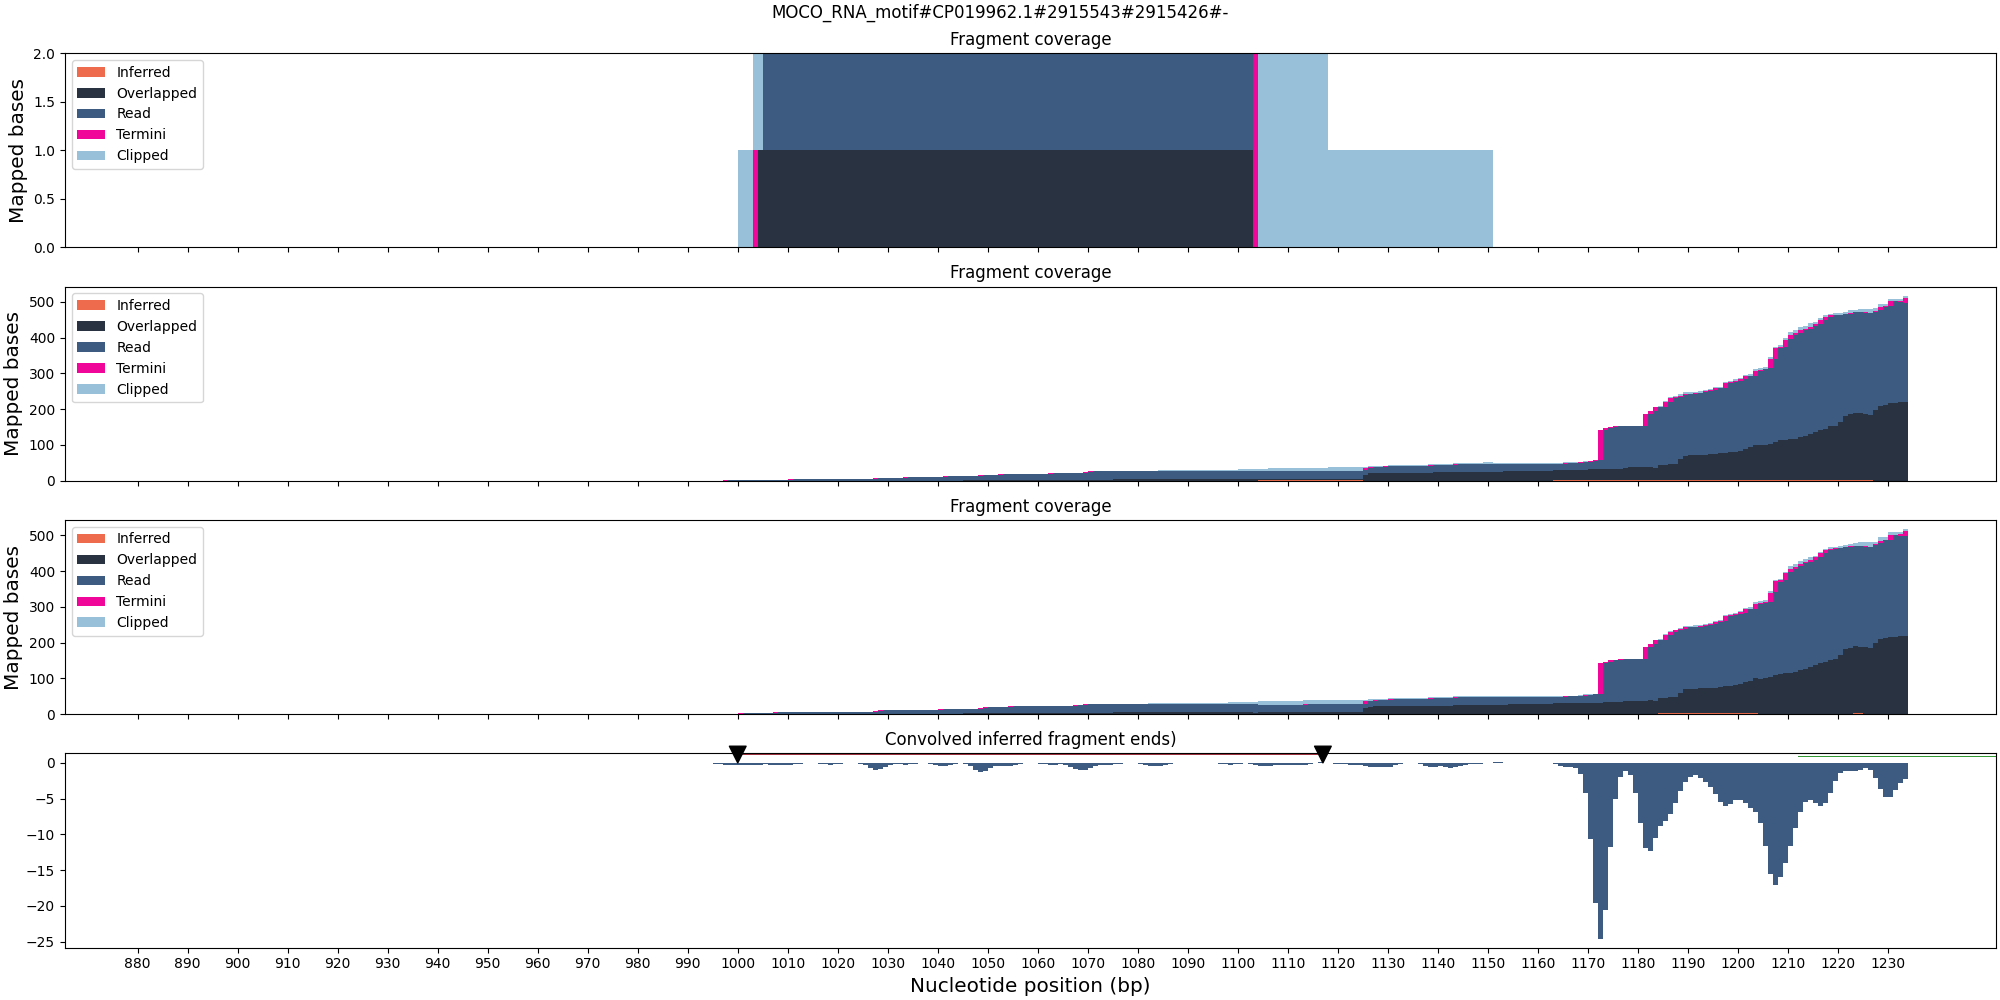 MOCO_RNA_motif#CP019962.1#2915543#2915426#-
Fragment coverage
Mapped bases
2.0
1.5
1.0
0.5
0.0
Inferred
Overlapped
Read
Termini
Clipped
Fragment coverage
Mapped bases
500
400
300
200
100
0
Inferred
Overlapped
Read
Termini
Clipped
Fragment coverage
Mapped bases
500
400
300
200
100
0
Inferred
Overlapped
Read
Termini
Clipped
Convolved inferred fragment ends)
0
−5
−10
−15
−20
−25
880 890 900 910 920 930 940 950 960 970 980 990 1000 1010 1020 1030 1040 1050 1060 1070 1080 1090 1100 1110 1120 1130 1140 1150 1160 1170 1180 1190 1200 1210 1220 1230
Nucleotide position (bp)